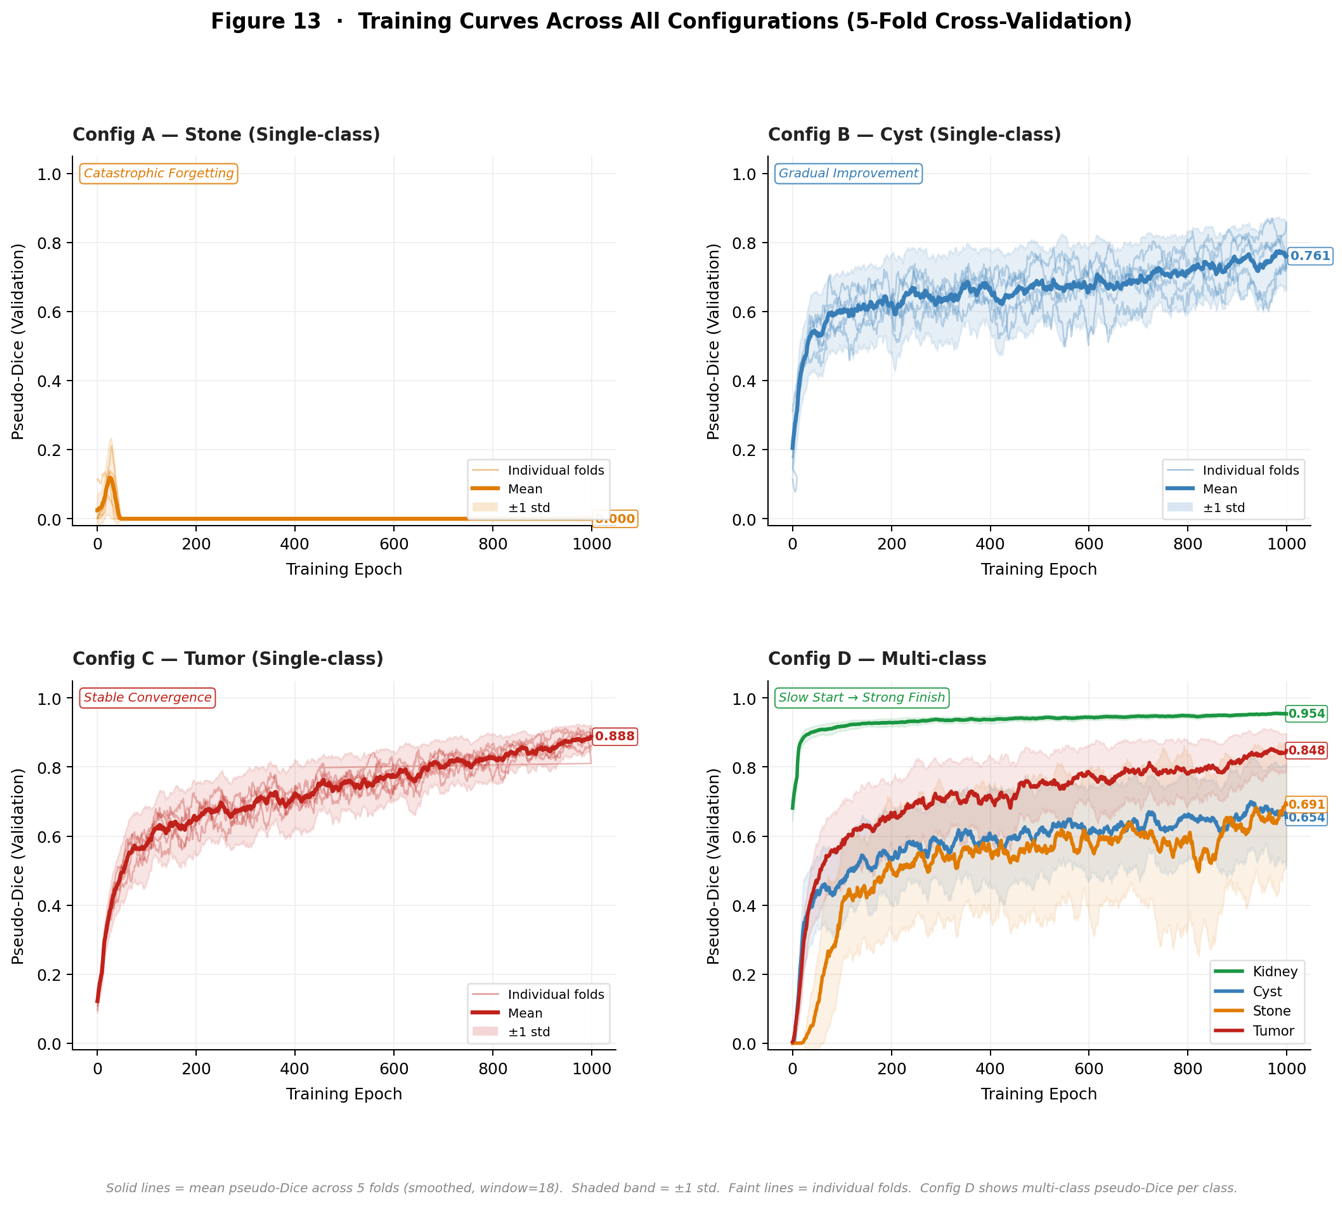 Figure 13 · Training Curves Across All Configurations (5-Fold Cross-Validation)
Config A — Stone (Single-class)
Catastrophic Forgetting
Pseudo-Dice (Validation)
1.0
0.8
0.6
0.4
0.2
0.0
Individual folds
Mean
±1 std
0.000
0 200 400 600 800 1000
Training Epoch
Config B — Cyst (Single-class)
Gradual Improvement
Pseudo-Dice (Validation)
1.0
0.8
0.6
0.4
0.2
0.0
0.761
Individual folds
Mean
±1 std
0 200 400 600 800 1000
Training Epoch
Config C — Tumor (Single-class)
Stable Convergence
Pseudo-Dice (Validation)
1.0
0.8
0.6
0.4
0.2
0.0
0.888
Individual folds
Mean
±1 std
0 200 400 600 800 1000
Training Epoch
Config D — Multi-class
Slow Start → Strong Finish
Pseudo-Dice (Validation)
1.0
0.8
0.6
0.4
0.2
0.0
0.954
0.848
0.691
0.654
Kidney
Cyst
Stone
Tumor
0 200 400 600 800 1000
Training Epoch
Solid lines = mean pseudo-Dice across 5 folds (smoothed, window=18). Shaded band = ±1 std. Faint lines = individual folds. Config D shows multi-class pseudo-Dice per class.